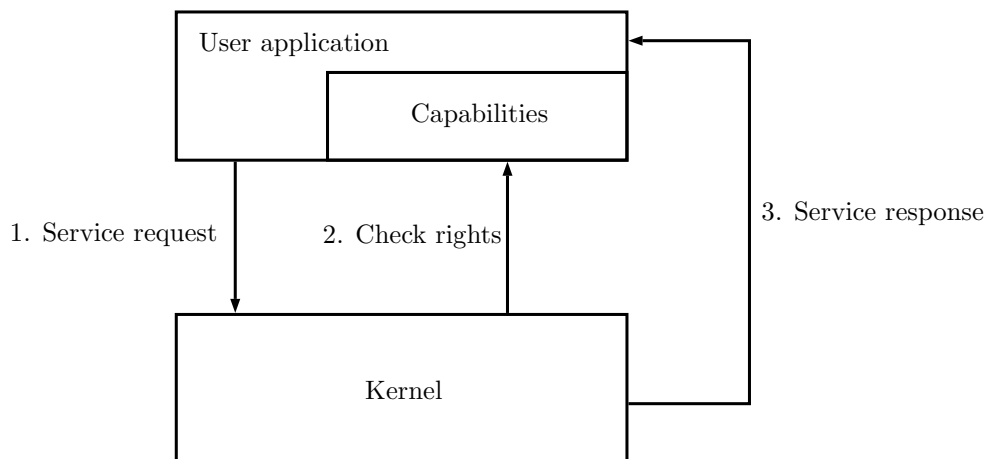 User application
Capabilities
1. Service request
2. Check rights
3. Service response
Kernel